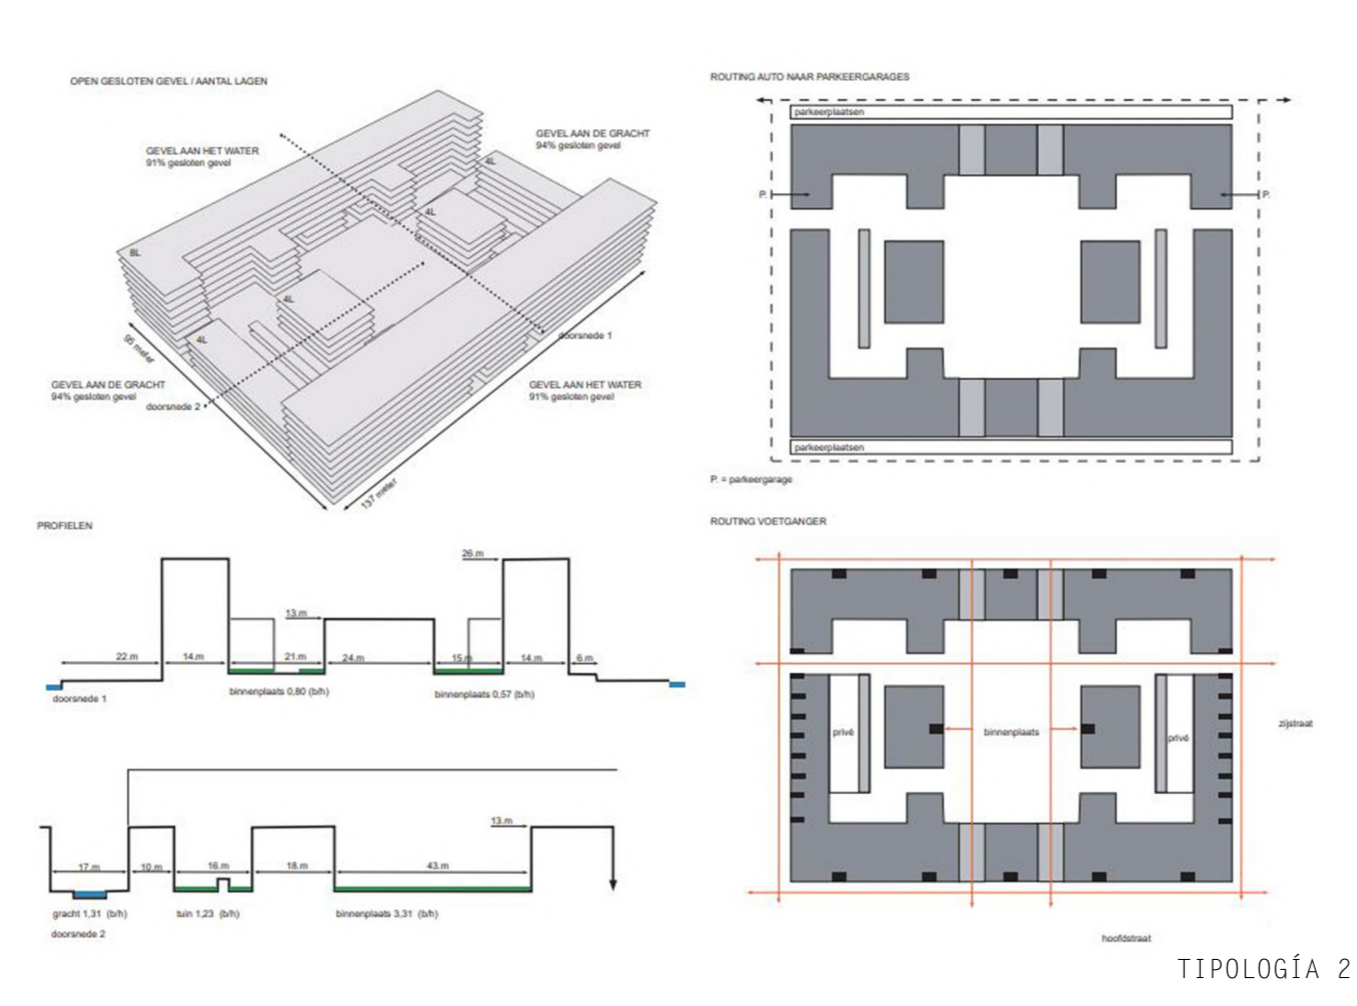 OPEN GESLOTEN GEVEL / AANTAL LAGEN
GEVEL AAN HET WATER
91% gesloten gevel
GEVEL AAN DE GRACHT
94% gesloten gevel
4L
4L
8L
4L
4L
doorsnede 1
95 meter
GEVEL AAN DE GRACHT
94% gesloten gevel
doorsnede 2
GEVEL AAN HET WATER
91% gesloten gevel
137 meter
PROFIELEN
26.m
13.m
22.m
14.m
21.m
24.m
15.m
14.m
6.m
doorsnede 1
binnenplaats 0,80 (b/h)
binnenplaats 0,57 (b/h)
13.m
17.m
10.m
16.m
18.m
43.m
gracht 1,31 (b/h)
tuin 1,23 (b/h)
binnenplaats 3,31 (b/h)
doorsnede 2
ROUTING AUTO NAAR PARKEERGARAGES
parkeerplaatsen
P.
P.
parkeerplaatsen
P. = parkeergarage
ROUTING VOETGANGER
privé
binnenplaats
privé
zijstraat
hoofdstraat
TIPOLOGÍA 2